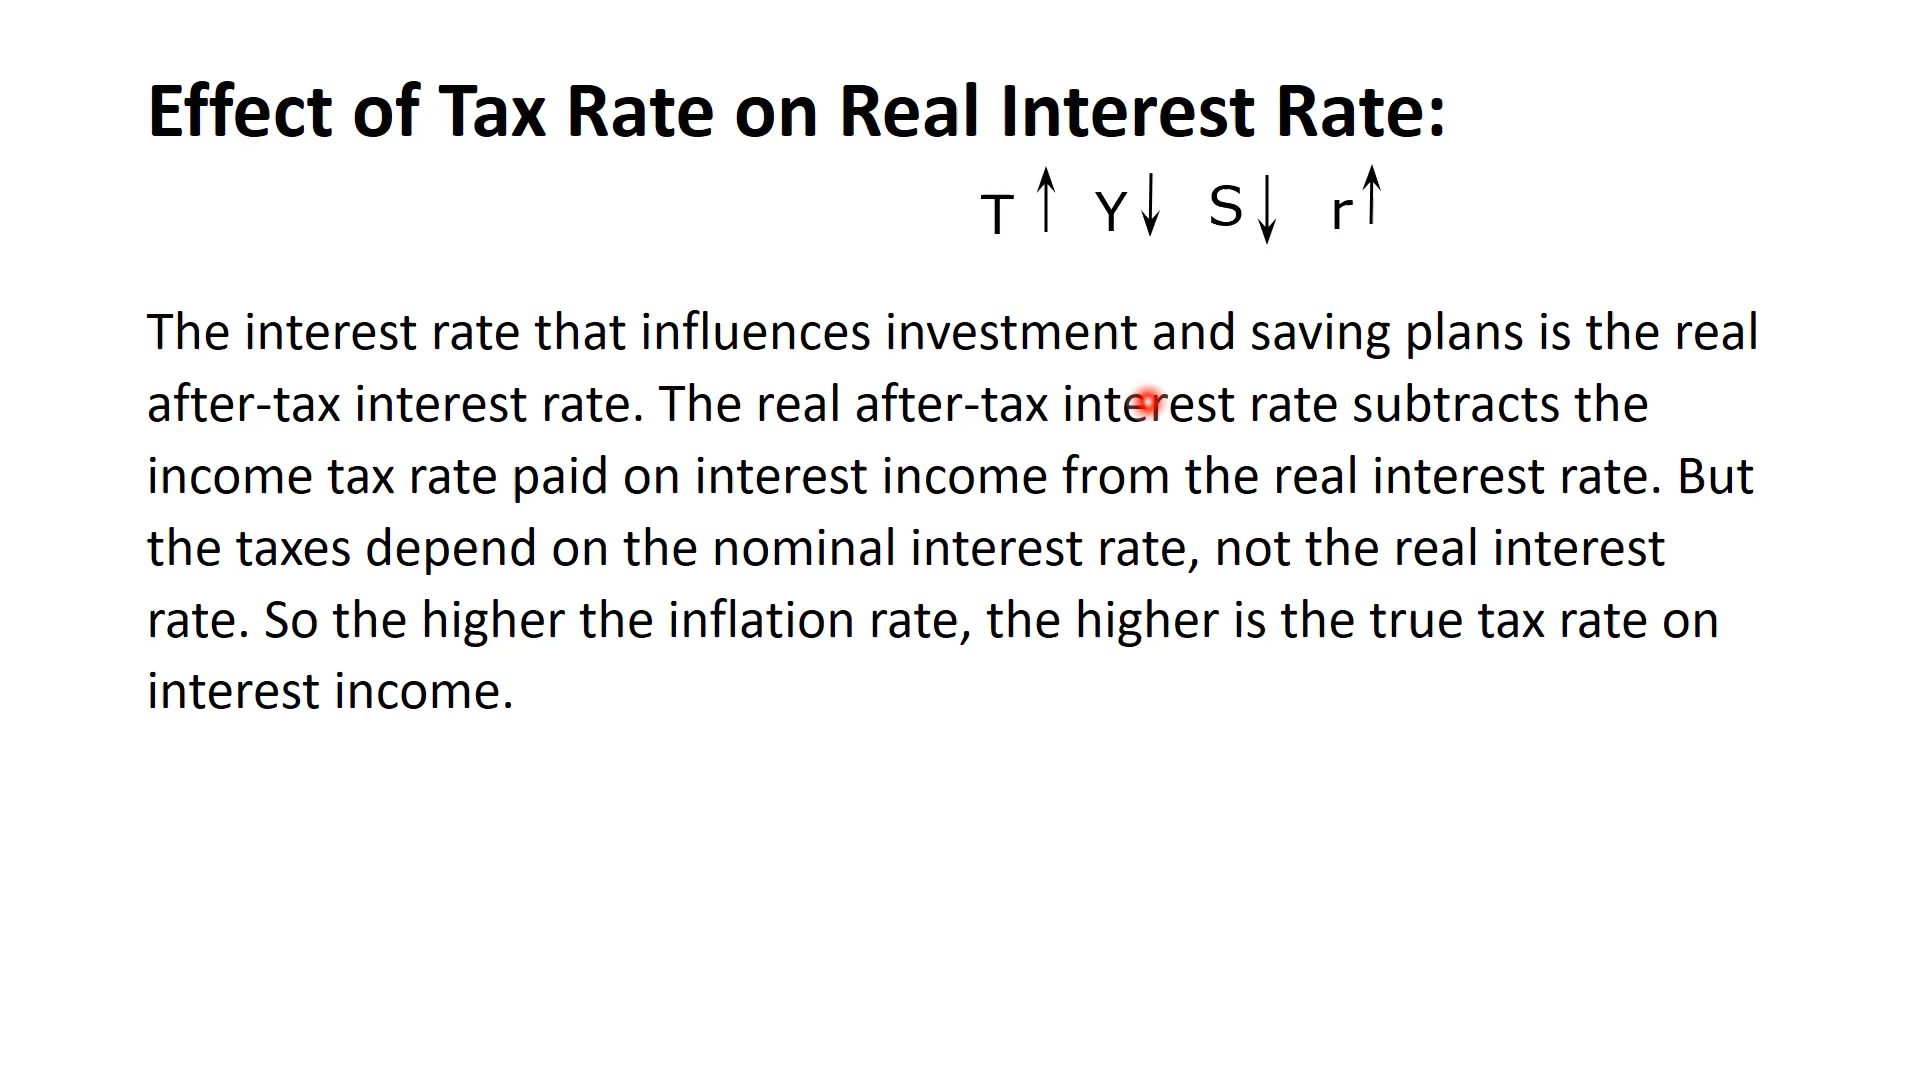 Effect of Tax Rate on Real Interest Rate:
T ↑ Y ↓ S ↓ r ↑
The interest rate that influences investment and saving plans is the real
after-tax interest rate. The real after-tax interest rate subtracts the
income tax rate paid on interest income from the real interest rate. But
the taxes depend on the nominal interest rate, not the real interest
rate. So the higher the inflation rate, the higher is the true tax rate on
interest income.